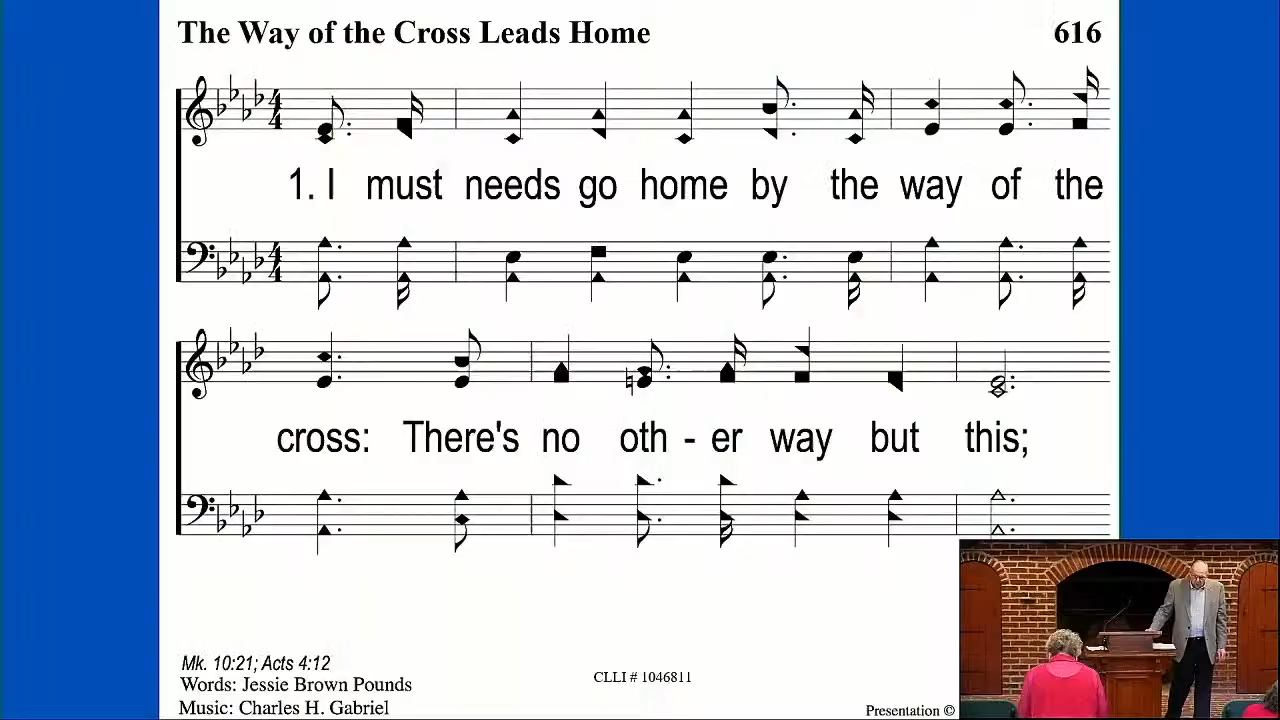 The Way of the Cross Leads Home 616
1. I must needs go home by the way of the
cross: There's no oth - er way but this;
Mk. 10:21; Acts 4:12
Words: Jessie Brown Pounds
Music: Charles H. Gabriel
CLLI # 1046811
Presentation ©